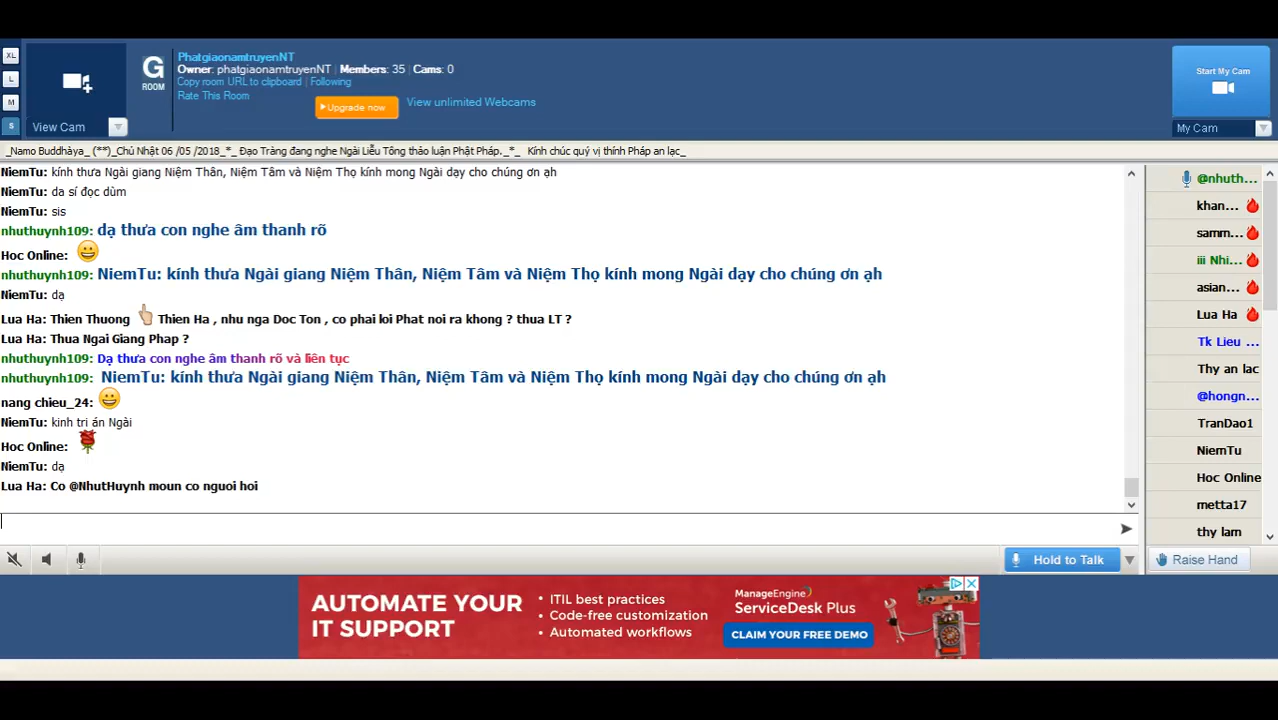 XL
L
M
S
View Cam
G
ROOM
PhatgiaonamtruyenNT
Owner: phatgiaonamtruyenNT | Members: 35 | Cams: 0
Copy room URL to clipboard | Following
Rate This Room
Upgrade now
View unlimited Webcams
Start My Cam
My Cam
_Namo Buddhàya_ (**)_Chủ Nhật 06 /05 /2018_*_ Đạo Tràng đang nghe Ngài Liễu Tông thảo luận Phật Pháp._*_ Kính chúc quý vị thính Pháp an lạc_
NiemTu: kính thưa Ngài giang Niệm Thân, Niệm Tâm và Niệm Thọ kính mong Ngài dạy cho chúng ơn ạh
NiemTu: da sí đọc dùm
NiemTu: sis
nhuthuynh109: dạ thưa con nghe âm thanh rõ
Hoc Online:
nhuthuynh109: NiemTu: kính thưa Ngài giang Niệm Thân, Niệm Tâm và Niệm Thọ kính mong Ngài dạy cho chúng ơn ạh
NiemTu: dạ
Lua Ha: Thien Thuong Thien Ha , nhu nga Doc Ton , co phai loi Phat noi ra khong ? thua LT ?
Lua Ha: Thua Ngai Giang Phap ?
nhuthuynh109: Dạ thưa con nghe âm thanh rõ và liên tục
nhuthuynh109: NiemTu: kính thưa Ngài giang Niệm Thân, Niệm Tâm và Niệm Thọ kính mong Ngài dạy cho chúng ơn ạh
nang chieu_24:
NiemTu: kinh tri án Ngài
Hoc Online:
NiemTu: dạ
Lua Ha: Co @NhutHuynh moun co nguoi hoi
@nhuth...
khan...
samm...
iii Nhi...
asian...
Lua Ha
Tk Lieu ...
Thy an lac
@hongn...
TranDao1
NiemTu
Hoc Online
metta17
thy lam
Hold to Talk
Raise Hand
AUTOMATE YOUR
IT SUPPORT
• ITIL best practices
• Code-free customization
• Automated workflows
ManageEngine
ServiceDesk Plus
CLAIM YOUR FREE DEMO